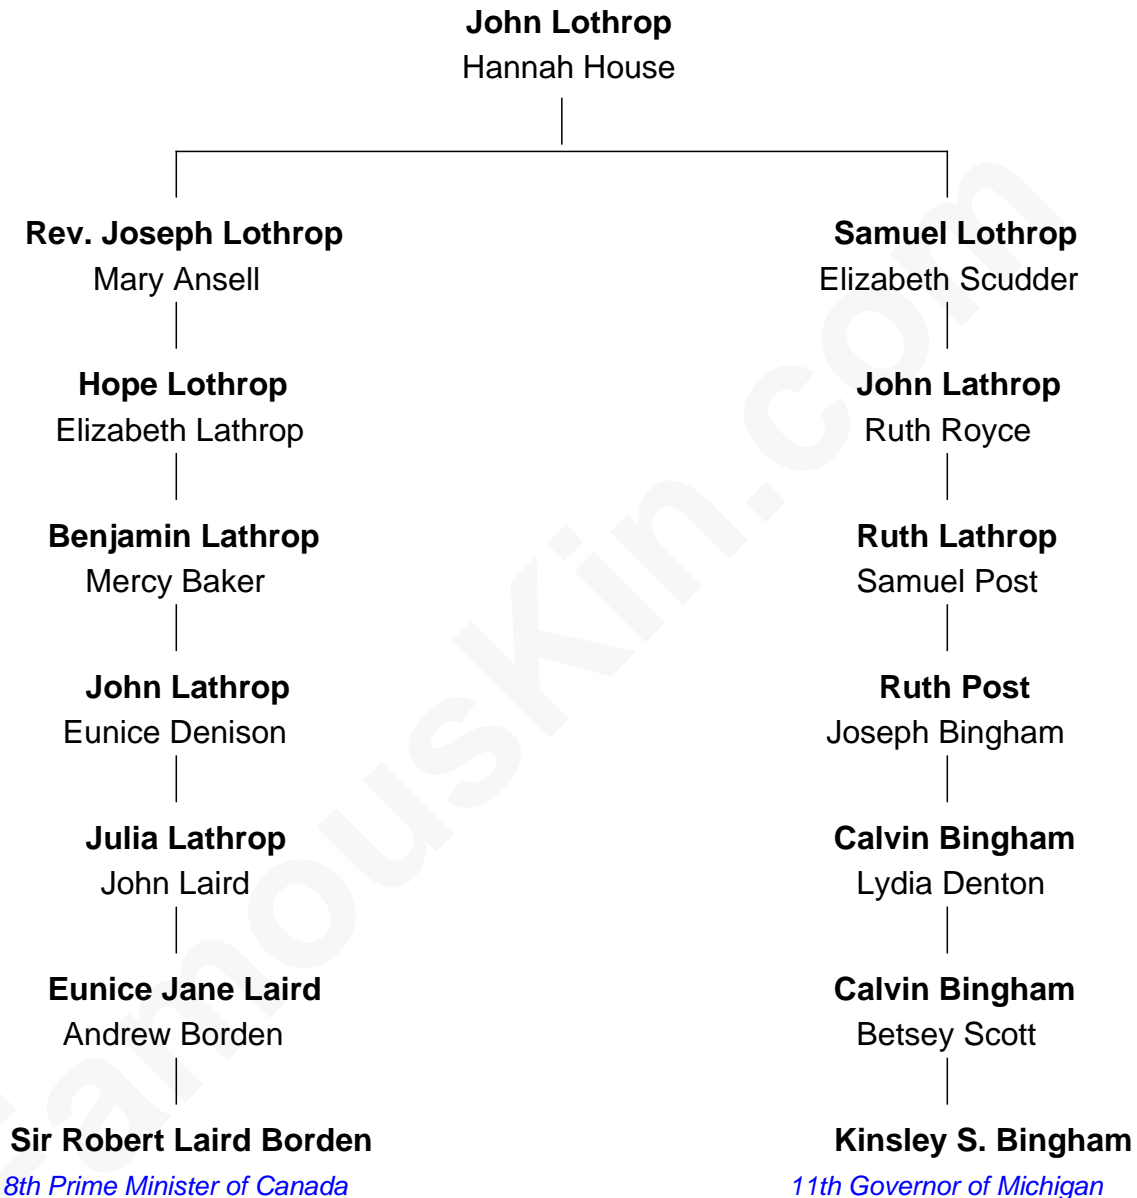 John Lothrop
Hannah House
Rev. Joseph Lothrop
Mary Ansell
Samuel Lothrop
Elizabeth Scudder
Hope Lothrop
Elizabeth Lathrop
John Lathrop
Ruth Royce
Benjamin Lathrop
Mercy Baker
Ruth Lathrop
Samuel Post
John Lathrop
Eunice Denison
Ruth Post
Joseph Bingham
Julia Lathrop
John Laird
Calvin Bingham
Lydia Denton
Eunice Jane Laird
Andrew Borden
Calvin Bingham
Betsey Scott
Sir Robert Laird Borden
8th Prime Minister of Canada
Kinsley S. Bingham
11th Governor of Michigan
FamousKin.com